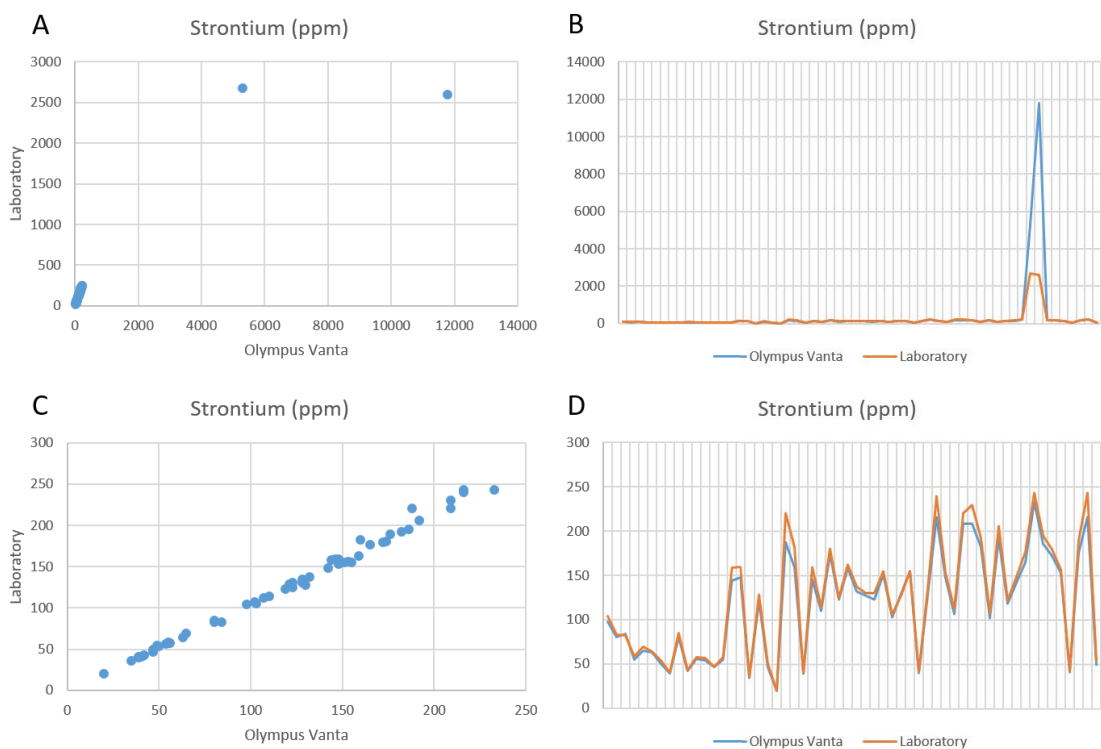 A
Strontium (ppm)
3000
2500
2000
1500
1000
500
0
Laboratory
0 2000 4000 6000 8000 10000 12000 14000
Olympus Vanta
B
Strontium (ppm)
14000
12000
10000
8000
6000
4000
2000
0
Olympus Vanta Laboratory
C
Strontium (ppm)
300
250
200
150
100
50
0
Laboratory
0 50 100 150 200 250
Olympus Vanta
D
Strontium (ppm)
300
250
200
150
100
50
0
Olympus Vanta Laboratory